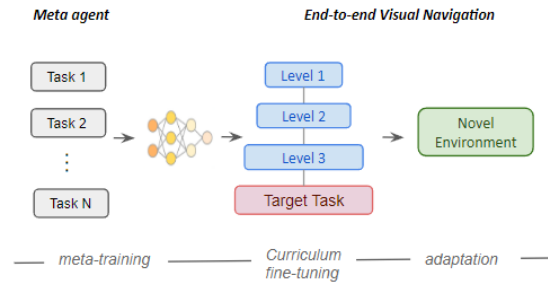 Meta agent
End-to-end Visual Navigation
Task 1
Task 2
Task N
Level 1
Level 2
Level 3
Target Task
Novel
Environment
meta-training
Curriculum
fine-tuning
adaptation